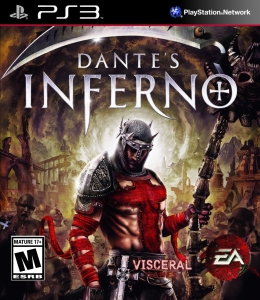 PS3
PlayStation®Network
DANTE'S
INFERNO
MATURE 17+
M
ESRB
VISCERAL
EA